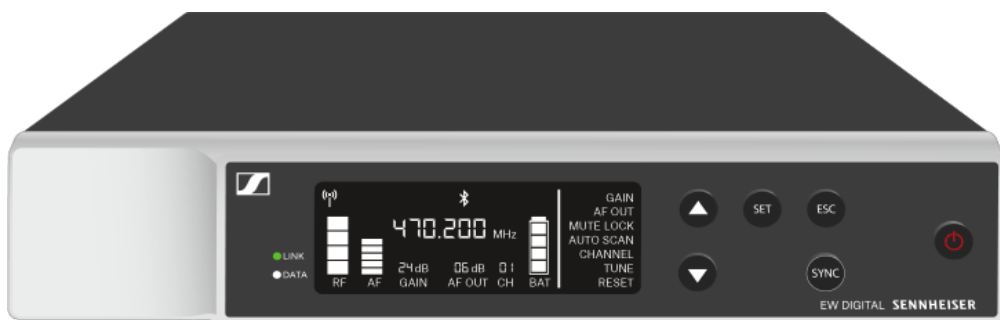 470.200 MHz
24dB 06dB 01
RF AF GAIN AF OUT CH BAT
GAIN
AF OUT
MUTE LOCK
AUTO SCAN
CHANNEL
TUNE
RESET
LINK
DATA
SET ESC
SYNC
EW DIGITAL SENNHEISER